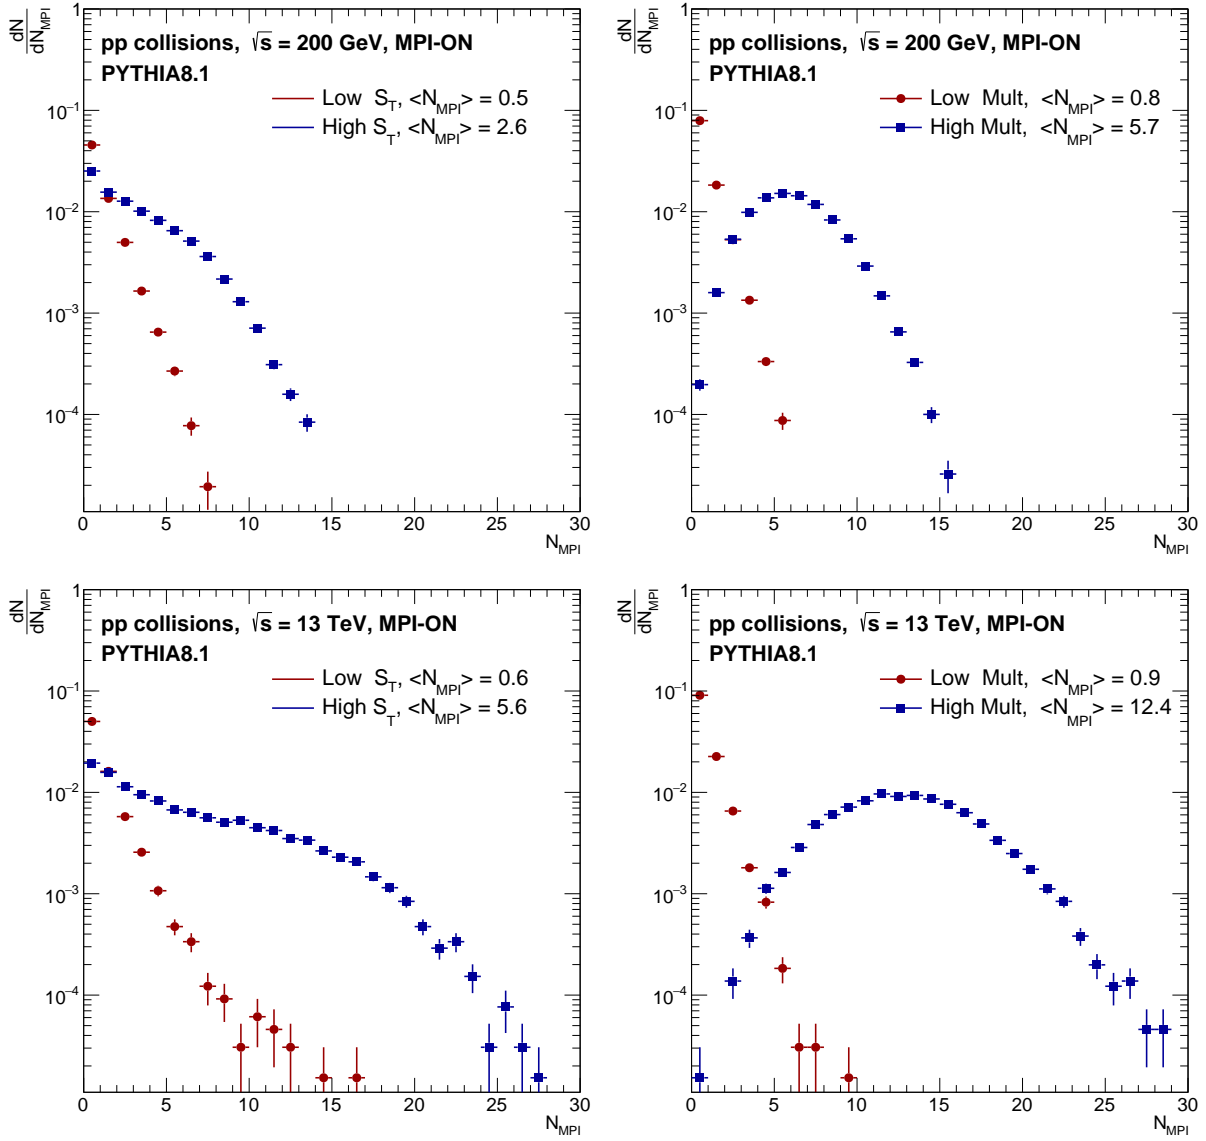 dN
dN_MPI
pp collisions, √s = 200 GeV, MPI-ON
PYTHIA8.1
Low S_T, <N_MPI> = 0.5
High S_T, <N_MPI> = 2.6
1
10^−1
10^−2
10^−3
10^−4
0 5 10 15 20 25 30
N_MPI
dN
dN_MPI
pp collisions, √s = 200 GeV, MPI-ON
PYTHIA8.1
Low Mult, <N_MPI> = 0.8
High Mult, <N_MPI> = 5.7
1
10^−1
10^−2
10^−3
10^−4
0 5 10 15 20 25 30
N_MPI
dN
dN_MPI
pp collisions, √s = 13 TeV, MPI-ON
PYTHIA8.1
Low S_T, <N_MPI> = 0.6
High S_T, <N_MPI> = 5.6
1
10^−1
10^−2
10^−3
10^−4
0 5 10 15 20 25 30
N_MPI
dN
dN_MPI
pp collisions, √s = 13 TeV, MPI-ON
PYTHIA8.1
Low Mult, <N_MPI> = 0.9
High Mult, <N_MPI> = 12.4
1
10^−1
10^−2
10^−3
10^−4
0 5 10 15 20 25 30
N_MPI